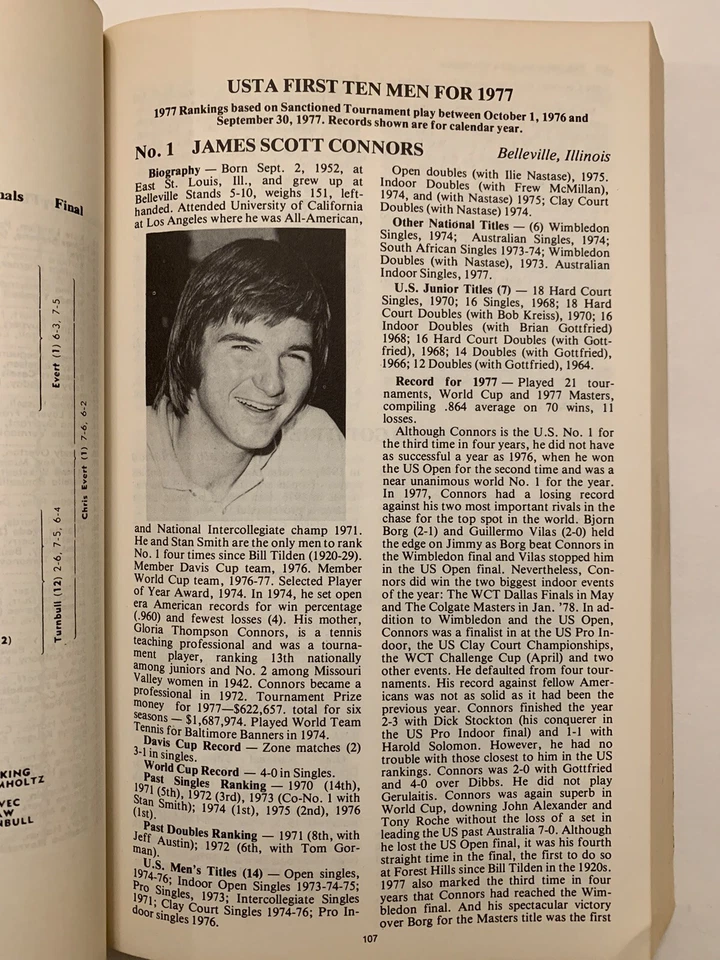 nals
Final
Evert (1) 6-3, 7-5
Chris Evert (1) 7-6, 6-2
Turnbull (12) 2-6, 7-5, 6-4
2)
KING
MHOLTZ
VEC
AW
NBULL
USTA FIRST TEN MEN FOR 1977
1977 Rankings based on Sanctioned Tournament play between October 1, 1976 and
September 30, 1977. Records shown are for calendar year.
No. 1 JAMES SCOTT CONNORS
Belleville, Illinois
Biography — Born Sept. 2, 1952, at
East St. Louis, Ill., and grew up at
Belleville Stands 5-10, weighs 151, left-
handed. Attended University of California
at Los Angeles where he was All-American,
and National Intercollegiate champ 1971.
He and Stan Smith are the only men to rank
No. 1 four times since Bill Tilden (1920-29).
Member Davis Cup team, 1976. Member
World Cup team, 1976-77. Selected Player
of Year Award, 1974. In 1974, he set open
era American records for win percentage
(.960) and fewest losses (4). His mother,
Gloria Thompson Connors, is a tennis
teaching professional and was a tourna-
ment player, ranking 13th nationally
among juniors and No. 2 among Missouri
Valley women in 1942. Connors became a
professional in 1972. Tournament Prize
money for 1977—$622,657. total for six
seasons — $1,687,974. Played World Team
Tennis for Baltimore Banners in 1974.
Davis Cup Record — Zone matches (2)
3-1 in singles.
World Cup Record — 4-0 in Singles.
Past Singles Ranking — 1970 (14th),
1971 (5th), 1972 (3rd), 1973 (Co-No. 1 with
Stan Smith); 1974 (1st), 1975 (2nd), 1976
(1st).
Past Doubles Ranking — 1971 (8th, with
Jeff Austin); 1972 (6th, with Tom Gor-
man).
U.S. Men's Titles (14) — Open singles,
1974-76; Indoor Open Singles 1973-74-75;
Pro Singles, 1973; Intercollegiate Singles
1971; Clay Court Singles 1974-76; Pro In-
door singles 1976.
Open doubles (with Ilie Nastase), 1975.
Indoor Doubles (with Frew McMillan),
1974, and (with Nastase) 1975; Clay Court
Doubles (with Nastase) 1974.
Other National Titles — (6) Wimbledon
Singles, 1974; Australian Singles, 1974;
South African Singles 1973-74; Wimbledon
Doubles (with Nastase), 1973. Australian
Indoor Singles, 1977.
U.S. Junior Titles (7) — 18 Hard Court
Singles, 1970; 16 Singles, 1968; 18 Hard
Court Doubles (with Bob Kreiss), 1970; 16
Indoor Doubles (with Brian Gottfried)
1968; 16 Hard Court Doubles (with Gott-
fried), 1968; 14 Doubles (with Gottfried),
1966; 12 Doubles (with Gottfried), 1964.
Record for 1977 — Played 21 tour-
naments, World Cup and 1977 Masters,
compiling .864 average on 70 wins, 11
losses.
Although Connors is the U.S. No. 1 for
the third time in four years, he did not have
as successful a year as 1976, when he won
the US Open for the second time and was a
near unanimous world No. 1 for the year.
In 1977, Connors had a losing record
against his two most important rivals in the
chase for the top spot in the world. Bjorn
Borg (2-1) and Guillermo Vilas (2-0) held
the edge on Jimmy as Borg beat Connors in
the Wimbledon final and Vilas stopped him
in the US Open final. Nevertheless, Con-
nors did win the two biggest indoor events
of the year: The WCT Dallas Finals in May
and The Colgate Masters in Jan. '78. In ad-
dition to Wimbledon and the US Open,
Connors was a finalist in at the US Pro In-
door, the US Clay Court Championships,
the WCT Challenge Cup (April) and two
other events. He defaulted from four tour-
naments. His record against fellow Amer-
icans was not as solid as it had been the
previous year. Connors finished the year
2-3 with Dick Stockton (his conquerer in
the US Pro Indoor final) and 1-1 with
Harold Solomon. However, he had no
trouble with those closest to him in the US
rankings. Connors was 2-0 with Gottfried
and 4-0 over Dibbs. He did not play
Gerulaitis. Connors was again superb in
World Cup, downing John Alexander and
Tony Roche without the loss of a set in
leading the US past Australia 7-0. Although
he lost the US Open final, it was his fourth
straight time in the final, the first to do so
at Forest Hills since Bill Tilden in the 1920s.
1977 also marked the third time in four
years that Connors had reached the Wim-
bledon final. And his spectacular victory
over Borg for the Masters title was the first
107